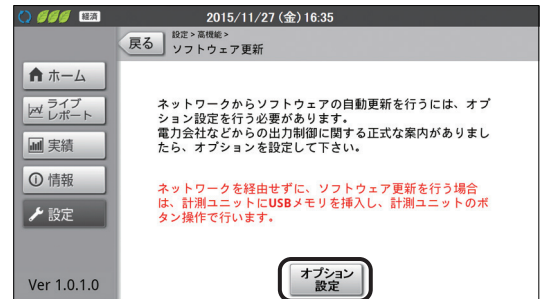 経済
2015/11/27 (金) 16:35
戻る
設定 > 高機能 >
ソフトウェア更新
ホーム
ライブ
レポート
実績
情報
設定
Ver 1.0.1.0
ネットワークからソフトウェアの自動更新を行うには、オプ
ション設定を行う必要があります。
電力会社などからの出力制御に関する正式な案内がありまし
たら、オプションを設定して下さい。
ネットワークを経由せずに、ソフトウェア更新を行う場合
は、計測ユニットにUSBメモリを挿入し、計測ユニットのボ
タン操作で行います。
オプション
設定